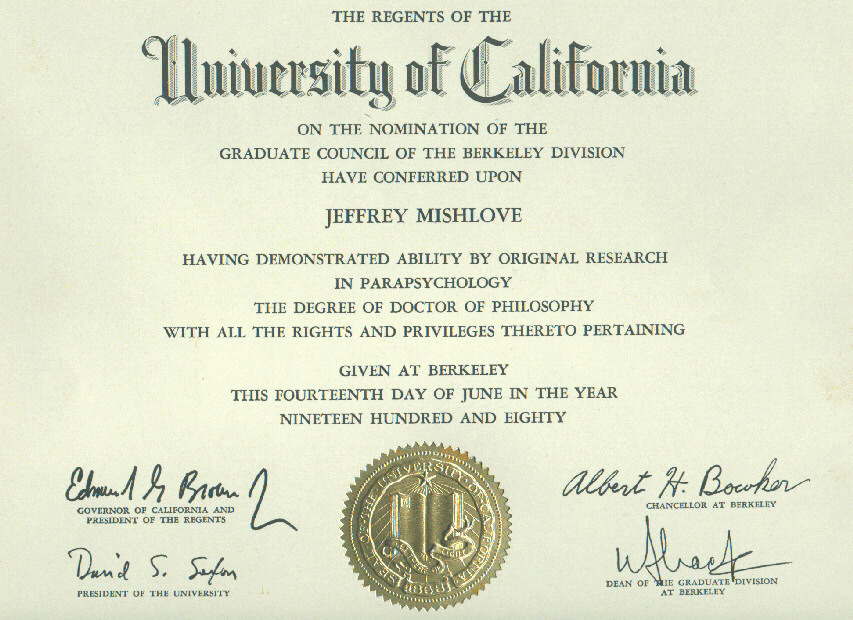 THE REGENTS OF THE
University of California
ON THE NOMINATION OF THE
GRADUATE COUNCIL OF THE BERKELEY DIVISION
HAVE CONFERRED UPON
JEFFREY MISHLOVE
HAVING DEMONSTRATED ABILITY BY ORIGINAL RESEARCH
IN PARAPSYCHOLOGY
THE DEGREE OF DOCTOR OF PHILOSOPHY
WITH ALL THE RIGHTS AND PRIVILEGES THERETO PERTAINING
GIVEN AT BERKELEY
THIS FOURTEENTH DAY OF JUNE IN THE YEAR
NINETEEN HUNDRED AND EIGHTY
Edmund G Brown Jr
GOVERNOR OF CALIFORNIA AND
PRESIDENT OF THE REGENTS
David S. Saxon
PRESIDENT OF THE UNIVERSITY
SEAL OF THE UNIVERSITY OF CALIFORNIA
1868
Albert H. Bowker
CHANCELLOR AT BERKELEY
DEAN OF THE GRADUATE DIVISION
AT BERKELEY